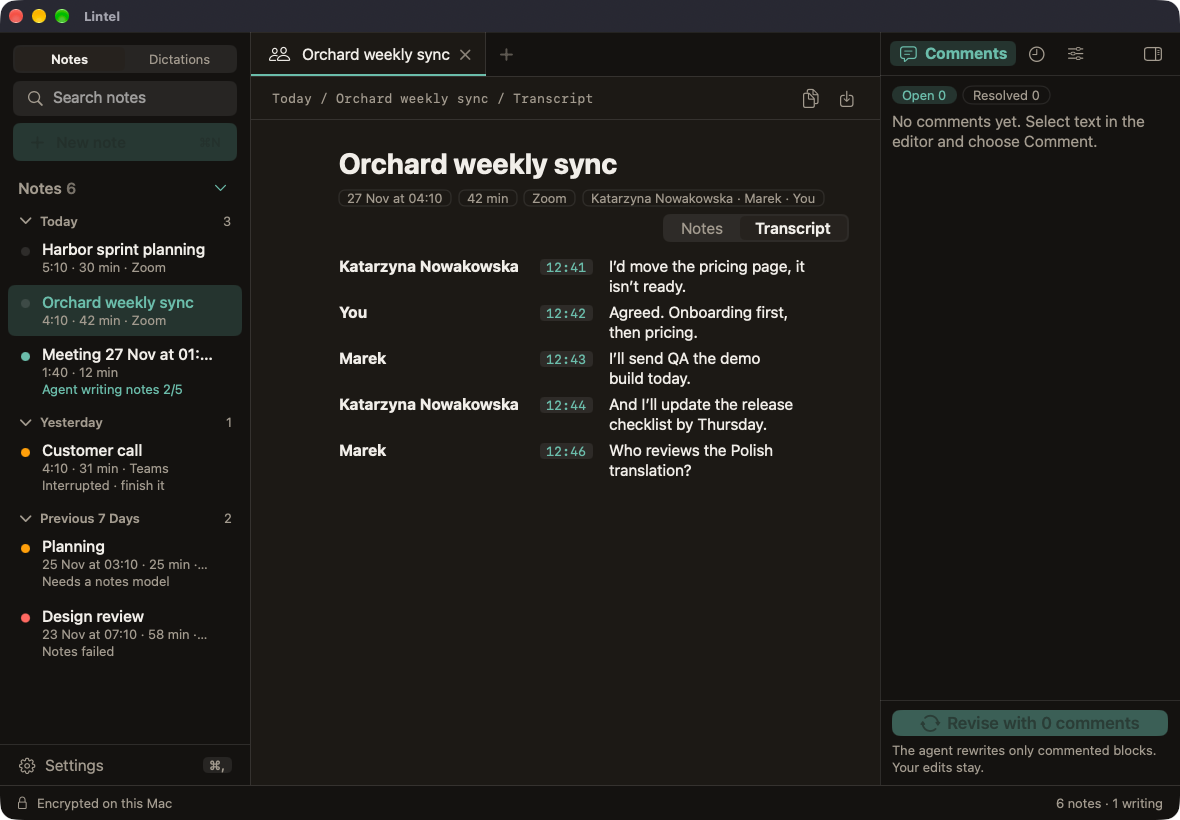 Lintel
Notes
Dictations
Search notes
New note ⌘N
Notes 6
Today 3
Harbor sprint planning
5:10 · 30 min · Zoom
Orchard weekly sync
4:10 · 42 min · Zoom
Meeting 27 Nov at 01:...
1:40 · 12 min
Agent writing notes 2/5
Yesterday 1
Customer call
4:10 · 31 min · Teams
Interrupted · finish it
Previous 7 Days 2
Planning
25 Nov at 03:10 · 25 min ·...
Needs a notes model
Design review
23 Nov at 07:10 · 58 min ·...
Notes failed
Settings ⌘,
Orchard weekly sync
Today / Orchard weekly sync / Transcript
Orchard weekly sync
27 Nov at 04:10 42 min Zoom Katarzyna Nowakowska · Marek · You
Notes Transcript
Katarzyna Nowakowska 12:41 I’d move the pricing page, it
isn’t ready.
You 12:42 Agreed. Onboarding first,
then pricing.
Marek 12:43 I’ll send QA the demo
build today.
Katarzyna Nowakowska 12:44 And I’ll update the release
checklist by Thursday.
Marek 12:46 Who reviews the Polish
translation?
Comments
Open 0 Resolved 0
No comments yet. Select text in the
editor and choose Comment.
Revise with 0 comments
The agent rewrites only commented blocks.
Your edits stay.
Encrypted on this Mac
6 notes · 1 writing